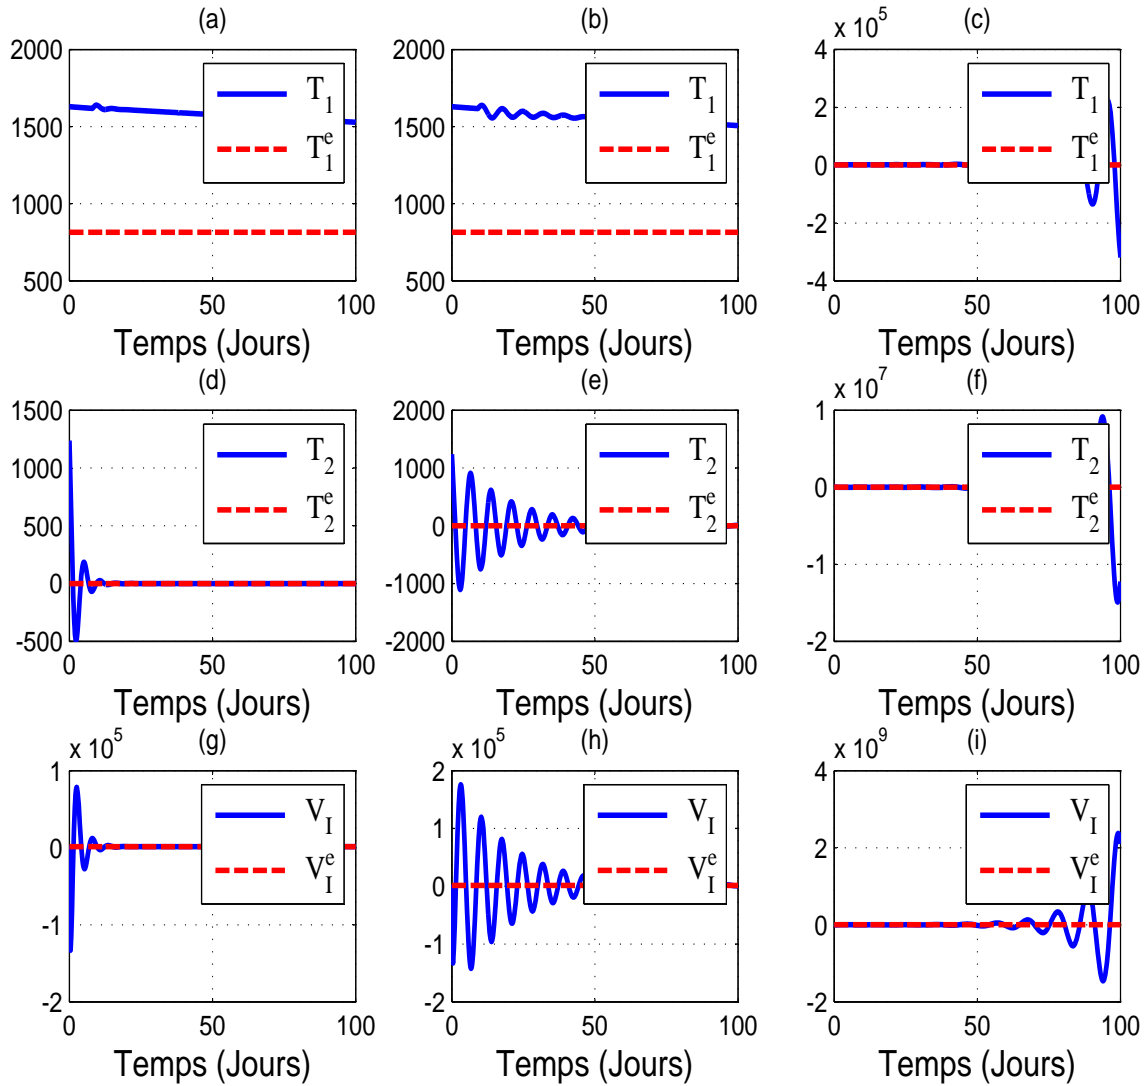 (a)
2000
1500
1000
500
0
50
100
T_1
T_1^e
Temps (Jours)
(b)
2000
1500
1000
500
0
50
100
T_1
T_1^e
Temps (Jours)
(c)
x 10^5
4
2
0
-2
-4
0
50
100
T_1
T_1^e
Temps (Jours)
(d)
1500
1000
500
0
-500
0
50
100
T_2
T_2^e
Temps (Jours)
(e)
2000
1000
0
-1000
-2000
0
50
100
T_2
T_2^e
Temps (Jours)
(f)
x 10^7
1
0
-1
-2
0
50
100
T_2
T_2^e
Temps (Jours)
(g)
x 10^5
1
0
-1
-2
0
50
100
V_I
V_I^e
Temps (Jours)
(h)
x 10^5
2
1
0
-1
-2
0
50
100
V_I
V_I^e
Temps (Jours)
(i)
x 10^9
4
2
0
-2
0
50
100
V_I
V_I^e
Temps (Jours)